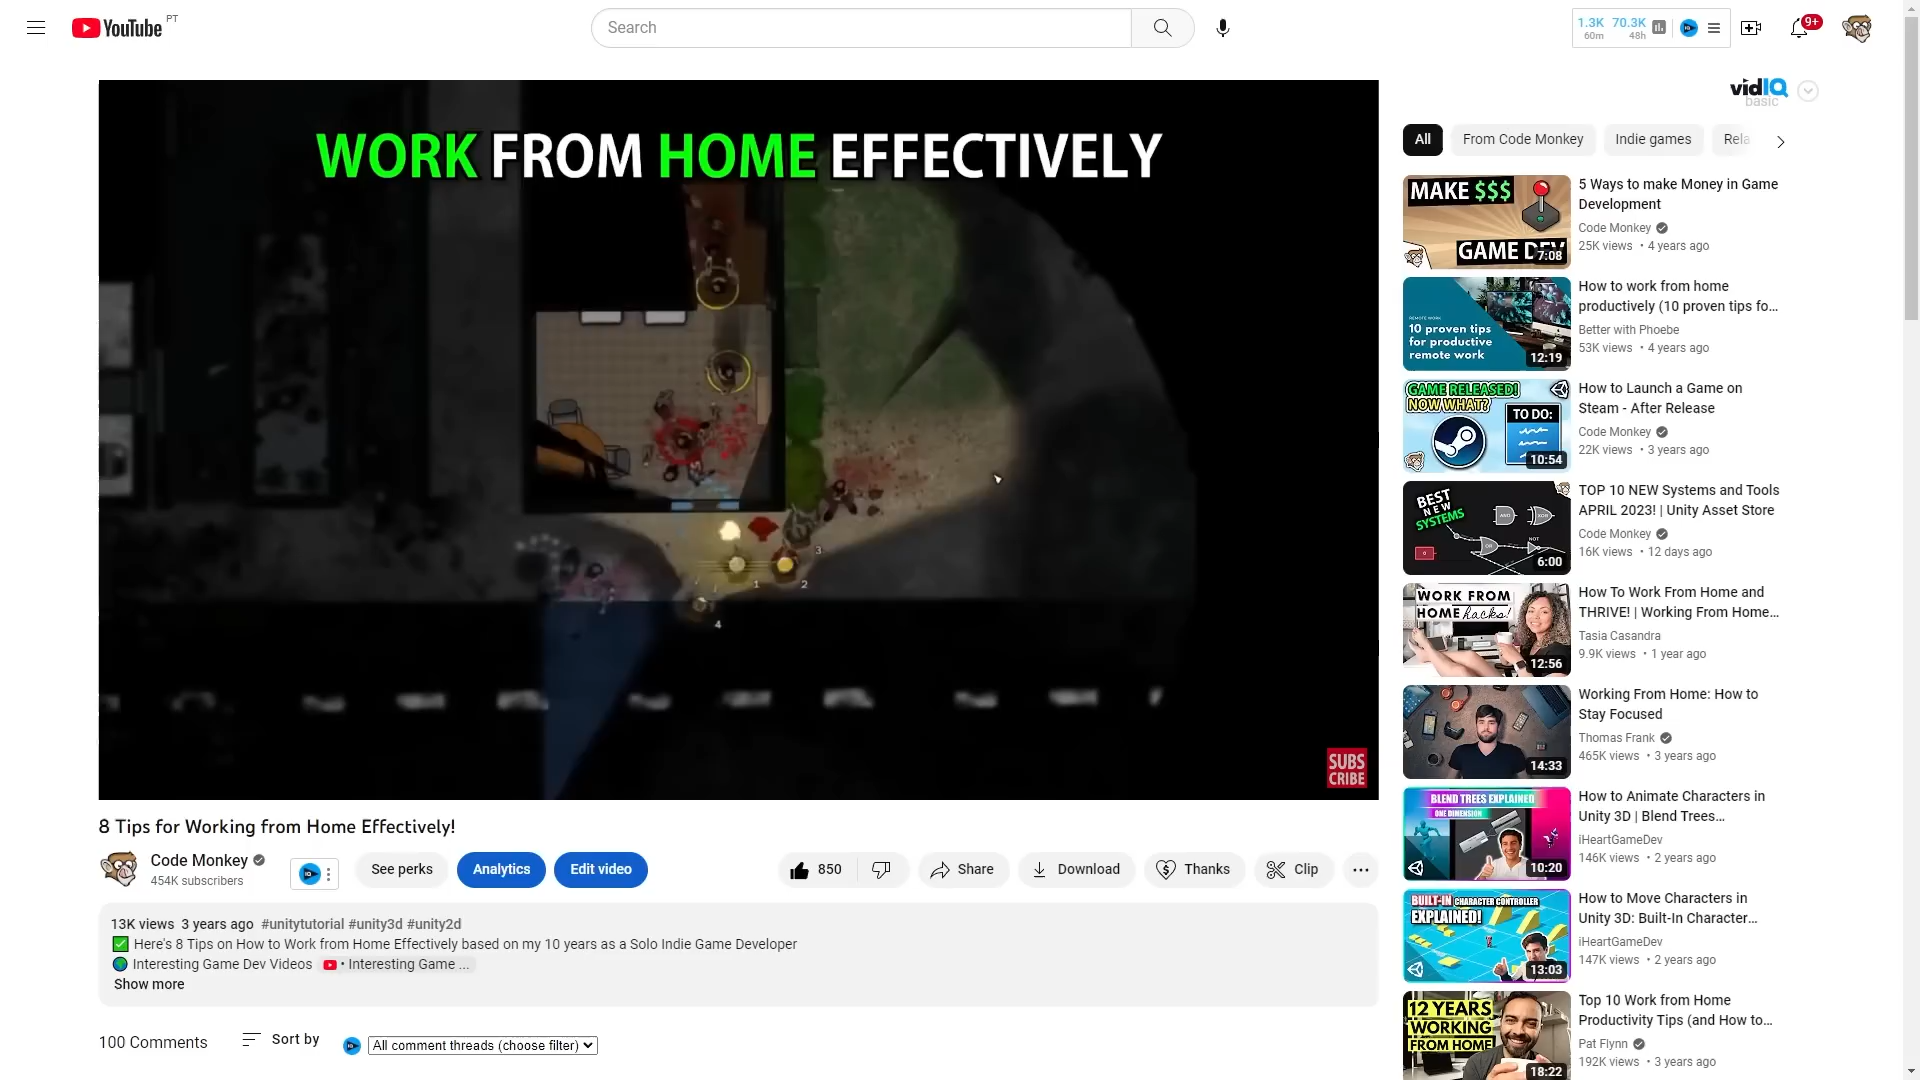 YouTube PT
Search
1.3K 70.3K
60m 48h
9+
WORK FROM HOME EFFECTIVELY
1
2
3
4
SUBS
CRIBE
8 Tips for Working from Home Effectively!
Code Monkey
454K subscribers
See perks
Analytics
Edit video
850
Share
Download
Thanks
Clip
13K views 3 years ago #unitytutorial #unity3d #unity2d
Here's 8 Tips on How to Work from Home Effectively based on my 10 years as a Solo Indie Game Developer
Interesting Game Dev Videos • Interesting Game ...
Show more
100 Comments
Sort by
All comment threads (choose filter)
vidIQ
basic
All
From Code Monkey
Indie games
Rela
MAKE $$$
GAME DEV
7:08
5 Ways to make Money in Game
Development
Code Monkey
25K views • 4 years ago
REMOTE WORK
10 proven tips
for productive
remote work
12:19
How to work from home
productively (10 proven tips fo...
Better with Phoebe
53K views • 4 years ago
GAME RELEASED!
NOW WHAT?
TO DO:
10:54
How to Launch a Game on
Steam - After Release
Code Monkey
22K views • 3 years ago
BEST
NEW
SYSTEMS
AND
XOR
OR
NOT
0
6:00
TOP 10 NEW Systems and Tools
APRIL 2023! | Unity Asset Store
Code Monkey
16K views • 12 days ago
WORK FROM
HOME hacks!
12:56
How To Work From Home and
THRIVE! | Working From Home...
Tasia Casandra
9.9K views • 1 year ago
14:33
Working From Home: How to
Stay Focused
Thomas Frank
465K views • 3 years ago
BLEND TREES EXPLAINED
ONE DIMENSION
10:20
How to Animate Characters in
Unity 3D | Blend Trees...
iHeartGameDev
146K views • 2 years ago
BUILT-IN CHARACTER CONTROLLER
EXPLAINED!
13:03
How to Move Characters in
Unity 3D: Built-In Character...
iHeartGameDev
147K views • 2 years ago
12 YEARS
WORKING
FROM HOME
18:22
Top 10 Work from Home
Productivity Tips (and How to...
Pat Flynn
192K views • 3 years ago